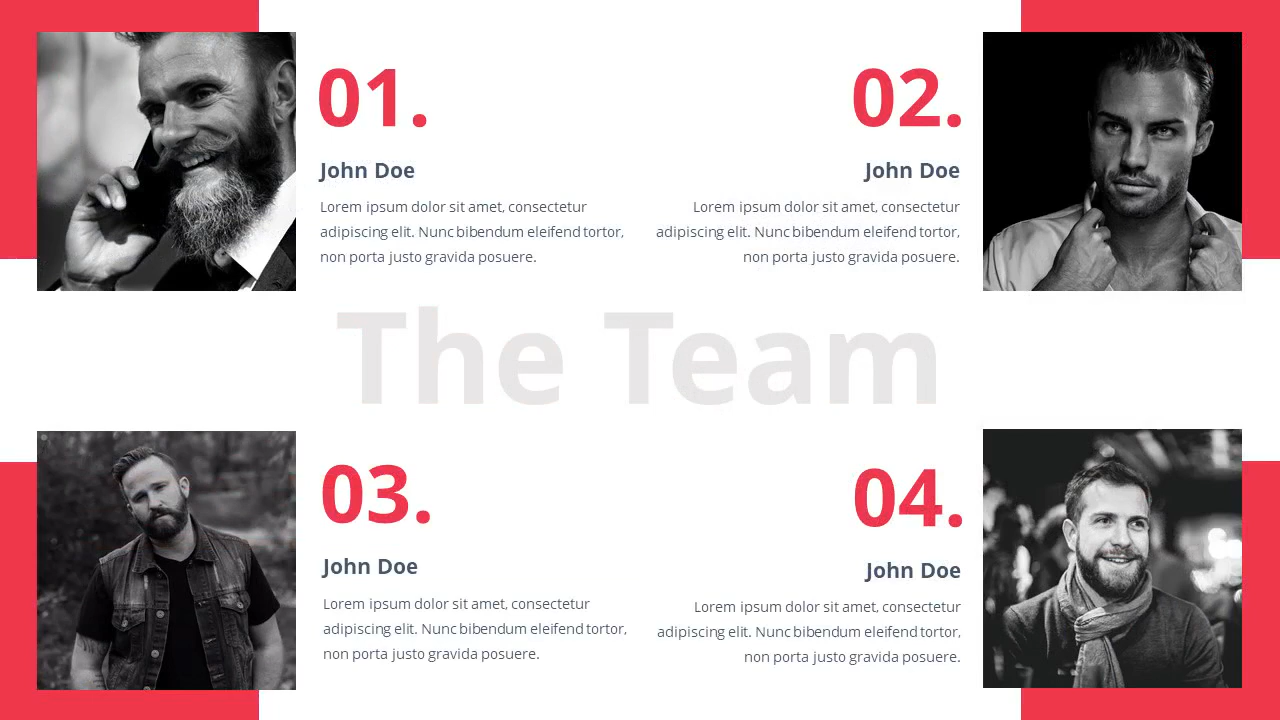 01.
John Doe
Lorem ipsum dolor sit amet, consectetur
adipiscing elit. Nunc bibendum eleifend tortor,
non porta justo gravida posuere.
02.
John Doe
Lorem ipsum dolor sit amet, consectetur
adipiscing elit. Nunc bibendum eleifend tortor,
non porta justo gravida posuere.
The Team
03.
John Doe
Lorem ipsum dolor sit amet, consectetur
adipiscing elit. Nunc bibendum eleifend tortor,
non porta justo gravida posuere.
04.
John Doe
Lorem ipsum dolor sit amet, consectetur
adipiscing elit. Nunc bibendum eleifend tortor,
non porta justo gravida posuere.